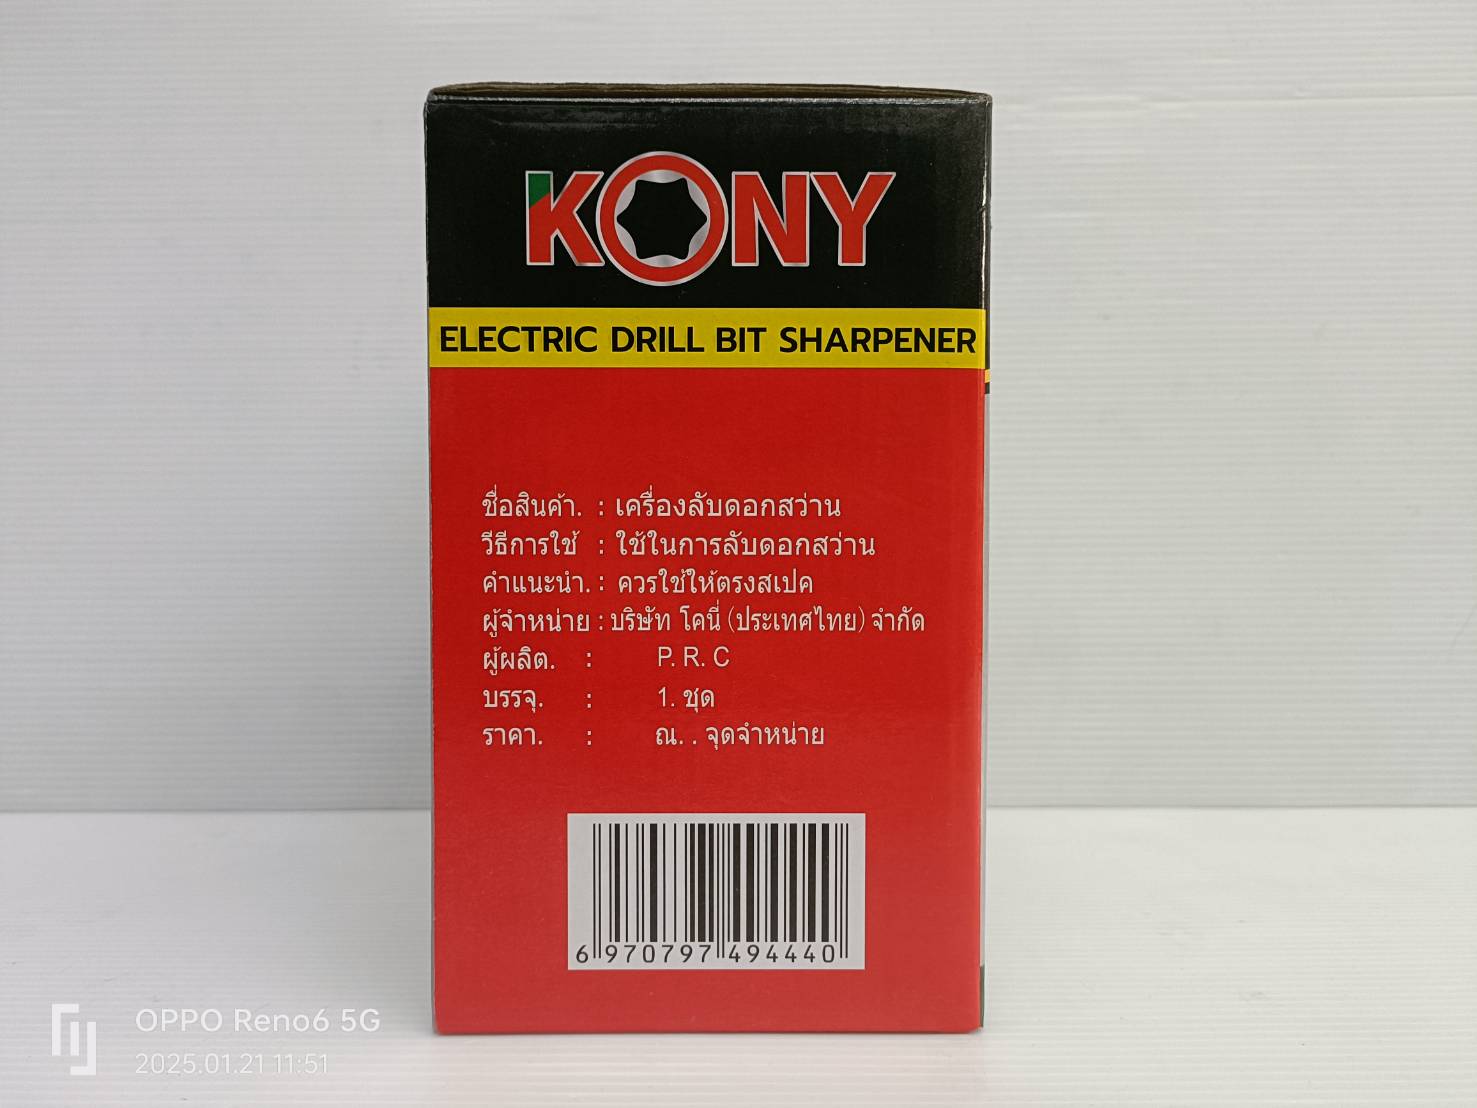 KONY
ELECTRIC DRILL BIT SHARPENER
ชื่อสินค้า. : เครื่องลับดอกสว่าน
วีธีการใช้ : ใช้ในการลับดอกสว่าน
คำแนะนำ. : ควรใช้ให้ตรงสเปค
ผู้จำหน่าย : บริษัท โคนี่ (ประเทศไทย) จำกัด
ผู้ผลิต. : P. R. C
บรรจุ. : 1. ชุด
ราคา. : ณ. . จุดจำหน่าย
6 970797 494440
OPPO Reno6 5G
2025.01.21 11:51